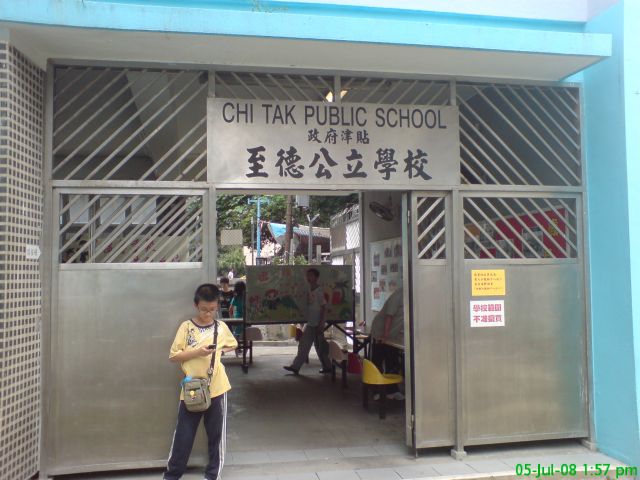 CHI TAK PUBLIC SCHOOL
政府津貼
至德公立學校
學校範圍
不准擺賣
05-Jul-08 1:57 pm